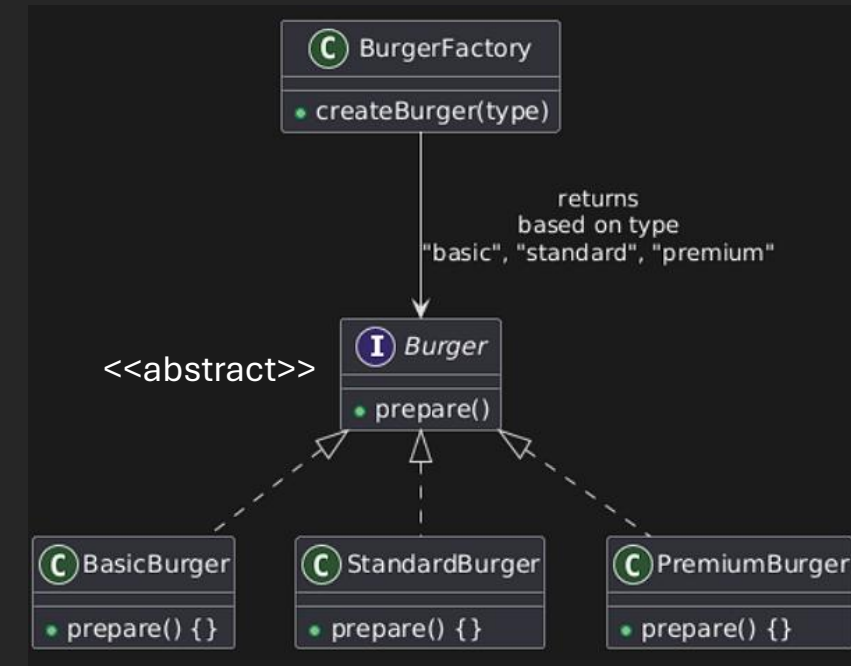 C BurgerFactory
createBurger(type)
returns
based on type
"basic", "standard", "premium"
<<abstract>>
I Burger
prepare()
C BasicBurger
prepare() {}
C StandardBurger
prepare() {}
C PremiumBurger
prepare() {}